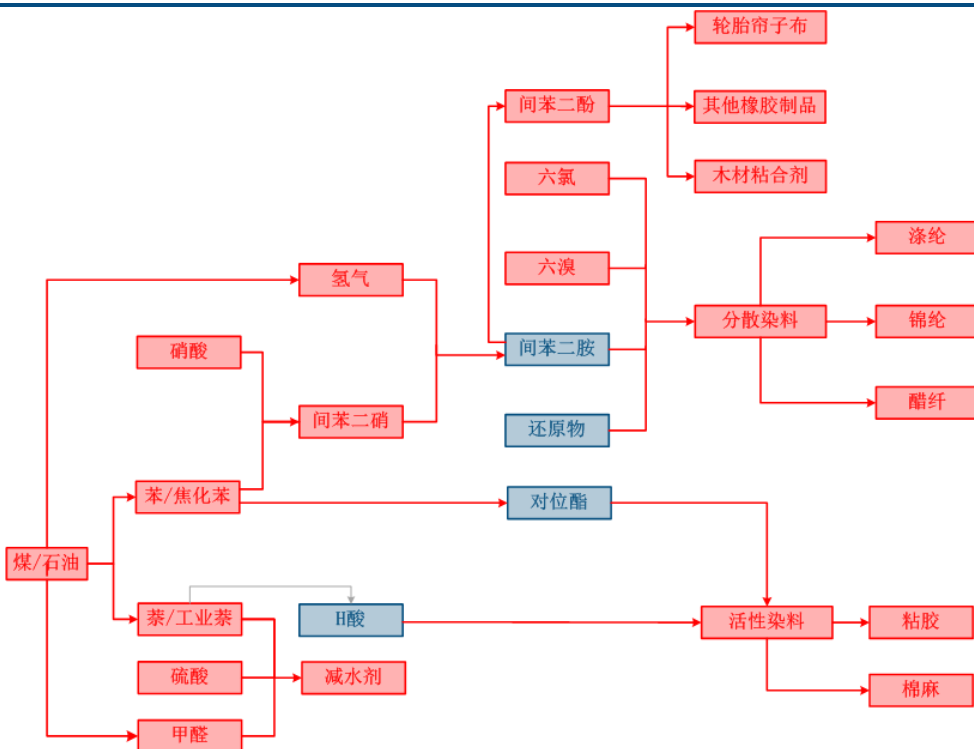 轮胎帘子布
间苯二酚
其他橡胶制品
六氯
木材粘合剂
涤纶
氢气
六溴
分散染料
锦纶
硝酸
间苯二胺
间苯二硝
还原物
醋纤
苯/焦化苯
对位酯
煤/石油
萘/工业萘
H酸
活性染料
粘胶
硫酸
减水剂
棉麻
甲醛